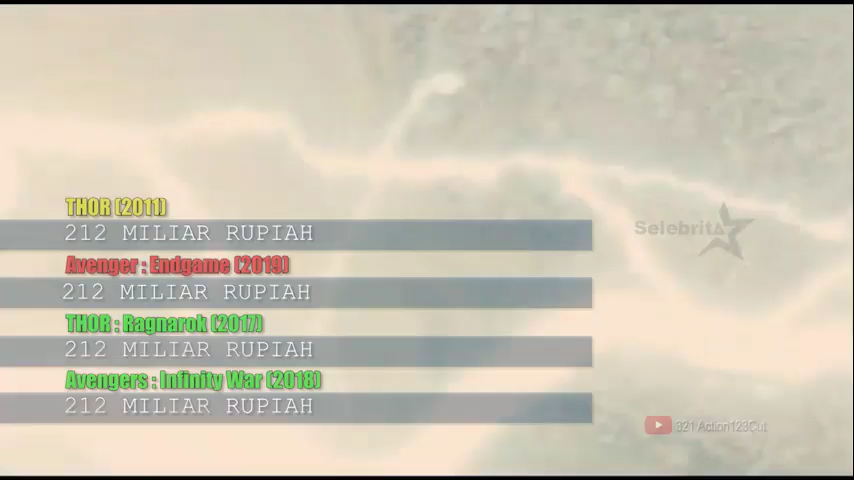 THOR (2011)
212 MILIAR RUPIAH
Avenger : Endgame (2019)
212 MILIAR RUPIAH
THOR : Ragnarok (2017)
212 MILIAR RUPIAH
Avengers : Infinity War (2018)
212 MILIAR RUPIAH
Selebrita
321 Action123Cut